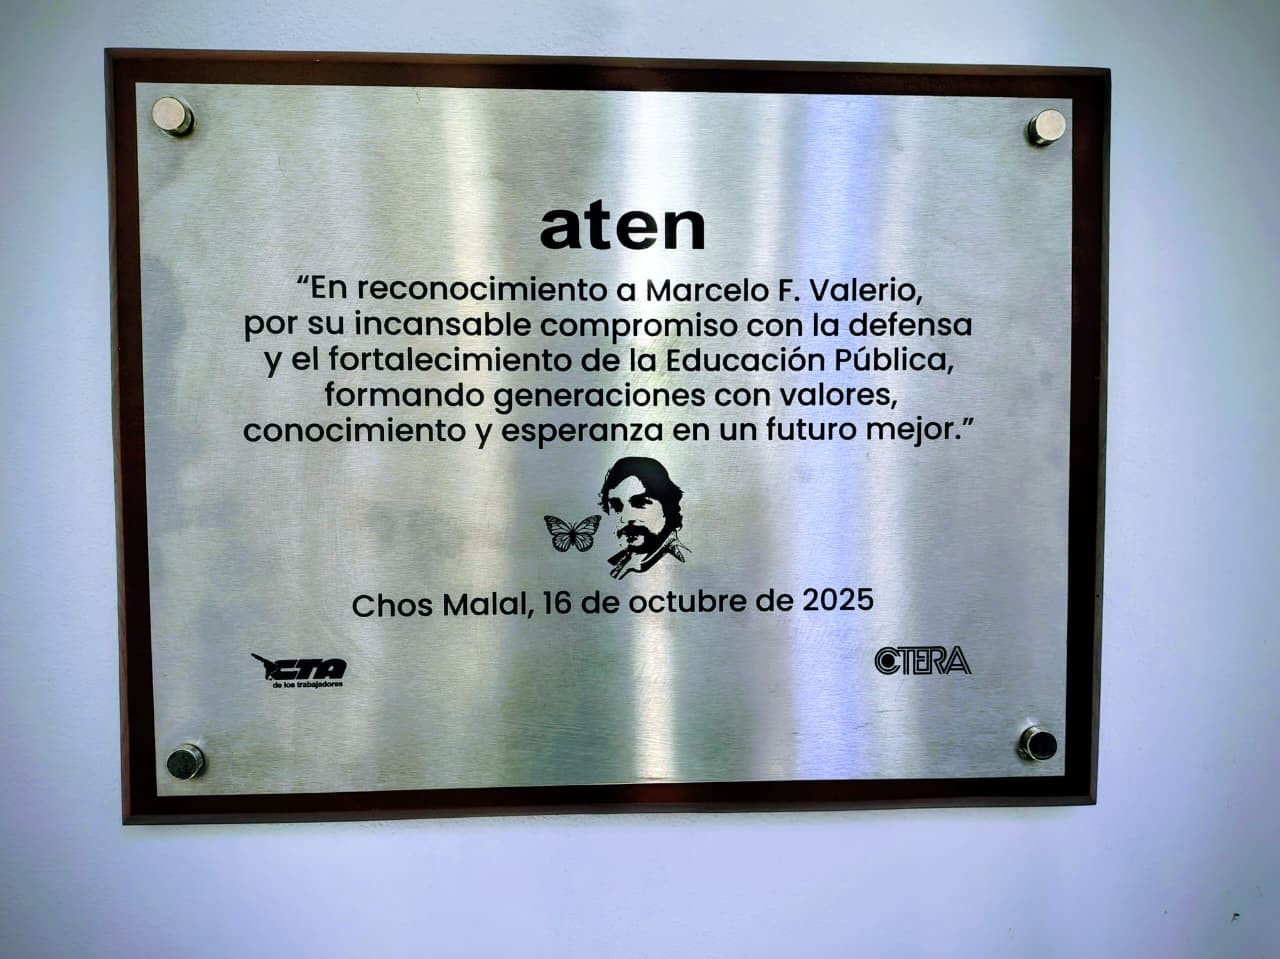 aten
“En reconocimiento a Marcelo F. Valerio,
por su incansable compromiso con la defensa
y el fortalecimiento de la Educación Pública,
formando generaciones con valores,
conocimiento y esperanza en un futuro mejor.”
Chos Malal, 16 de octubre de 2025
CTA
de los trabajadores
CTERA